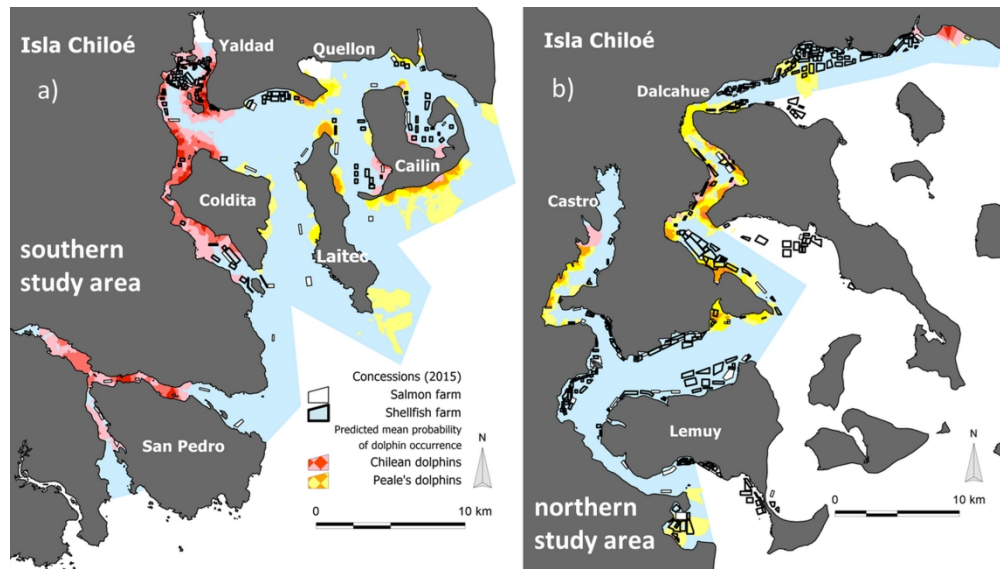 Isla Chiloé
Yaldad
Quellon
a)
Cailin
Coldita
Laitec
southern
study area
Concessions (2015)
Salmon farm
Shellfish farm
Predicted mean probability
of dolphin occurrence
Chilean dolphins
Peale's dolphins
N
San Pedro
0
10 km
Isla Chiloé
b)
Dalcahue
Castro
Lemuy
N
0
10 km
northern
study area